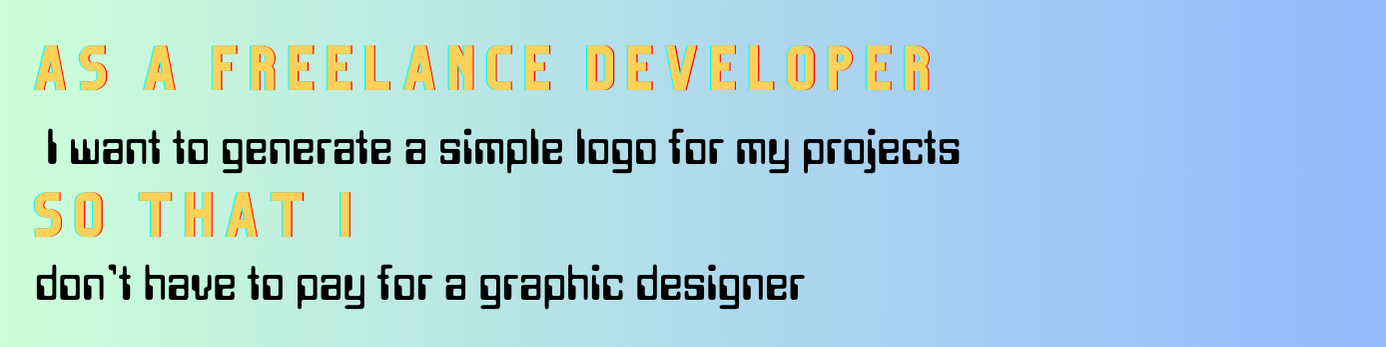 AS A FREELANCE DEVELOPER
I want to generate a simple logo for my projects
SO THAT I
don't have to pay for a graphic designer